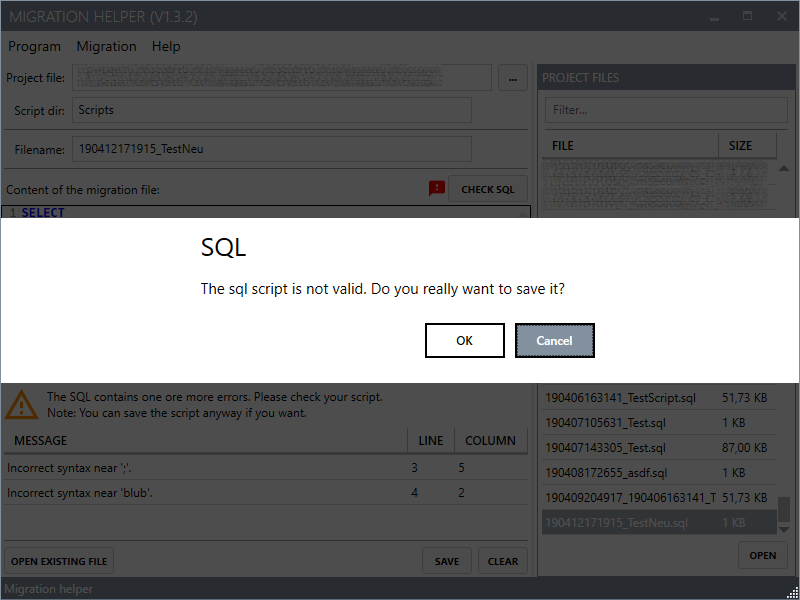 MIGRATION HELPER (V1.3.2)
Program Migration Help
Project file:
...
Script dir: Scripts
Filename: 190412171915_TestNeu
Content of the migration file:
CHECK SQL
1 SELECT
PROJECT FILES
Filter...
FILE SIZE
SQL
The sql script is not valid. Do you really want to save it?
OK Cancel
The SQL contains one ore more errors. Please check your script.
Note: You can save the script anyway if you want.
MESSAGE LINE COLUMN
Incorrect syntax near ';'. 3 5
Incorrect syntax near 'blub'. 4 2
OPEN EXISTING FILE SAVE CLEAR
190406163141_TestScript.sql 51,73 KB
190407105631_Test.sql 1 KB
190407143305_Test.sql 87,00 KB
190408172655_asdf.sql 1 KB
190409204917_190406163141_T 51,73 KB
190412171915_TestNeu.sql 1 KB
OPEN
Migration helper